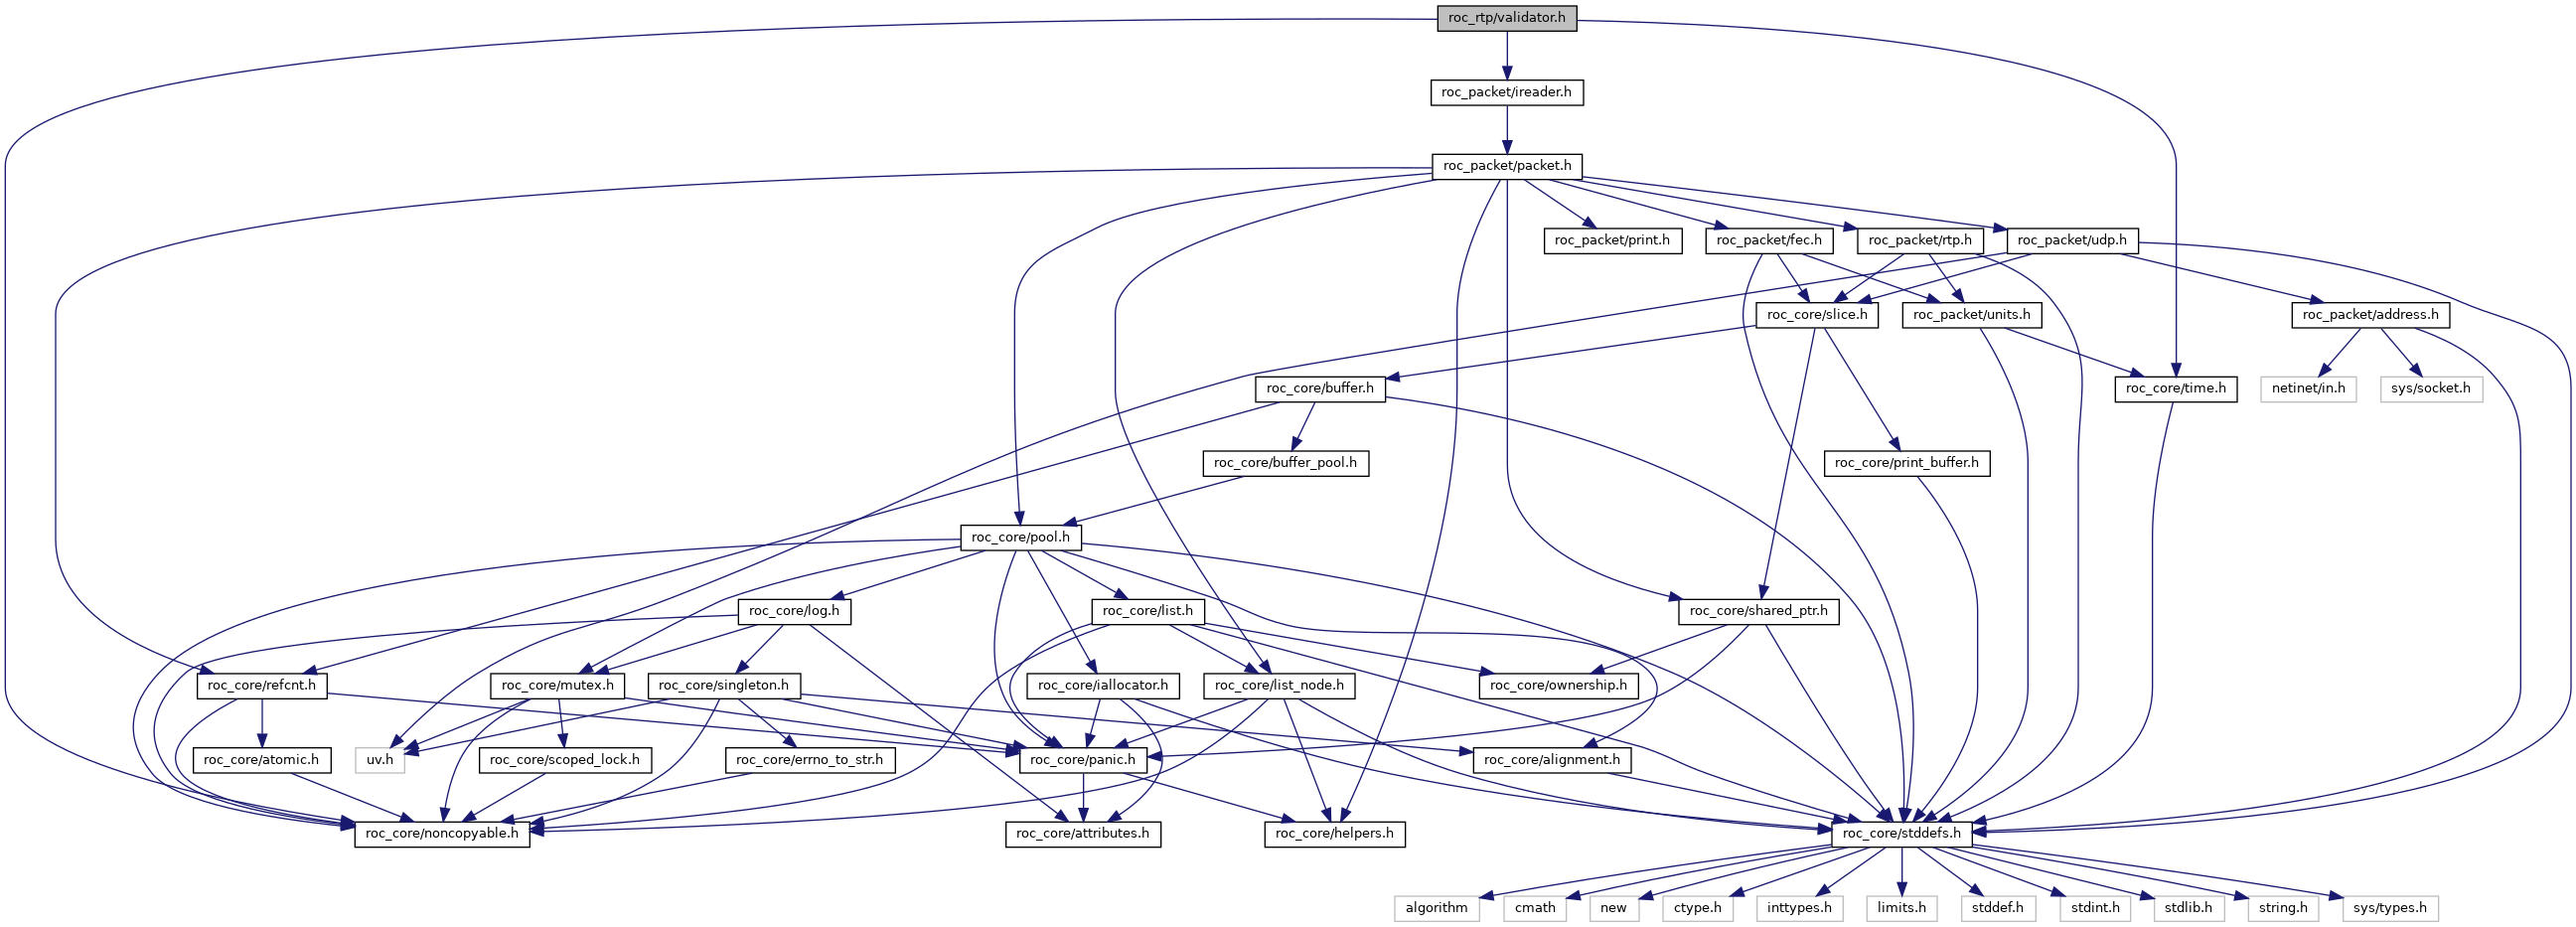 roc_rtp/validator.h
roc_packet/ireader.h
roc_packet/packet.h
roc_packet/print.h
roc_packet/fec.h
roc_packet/rtp.h
roc_packet/udp.h
roc_core/slice.h
roc_packet/units.h
roc_packet/address.h
roc_core/buffer.h
roc_core/time.h
netinet/in.h
sys/socket.h
roc_core/buffer_pool.h
roc_core/print_buffer.h
roc_core/pool.h
roc_core/log.h
roc_core/list.h
roc_core/shared_ptr.h
roc_core/refcnt.h
roc_core/mutex.h
roc_core/singleton.h
roc_core/iallocator.h
roc_core/list_node.h
roc_core/ownership.h
roc_core/atomic.h
uv.h
roc_core/scoped_lock.h
roc_core/errno_to_str.h
roc_core/panic.h
roc_core/alignment.h
roc_core/noncopyable.h
roc_core/attributes.h
roc_core/helpers.h
roc_core/stddefs.h
algorithm
cmath
new
ctype.h
inttypes.h
limits.h
stddef.h
stdint.h
stdlib.h
string.h
sys/types.h